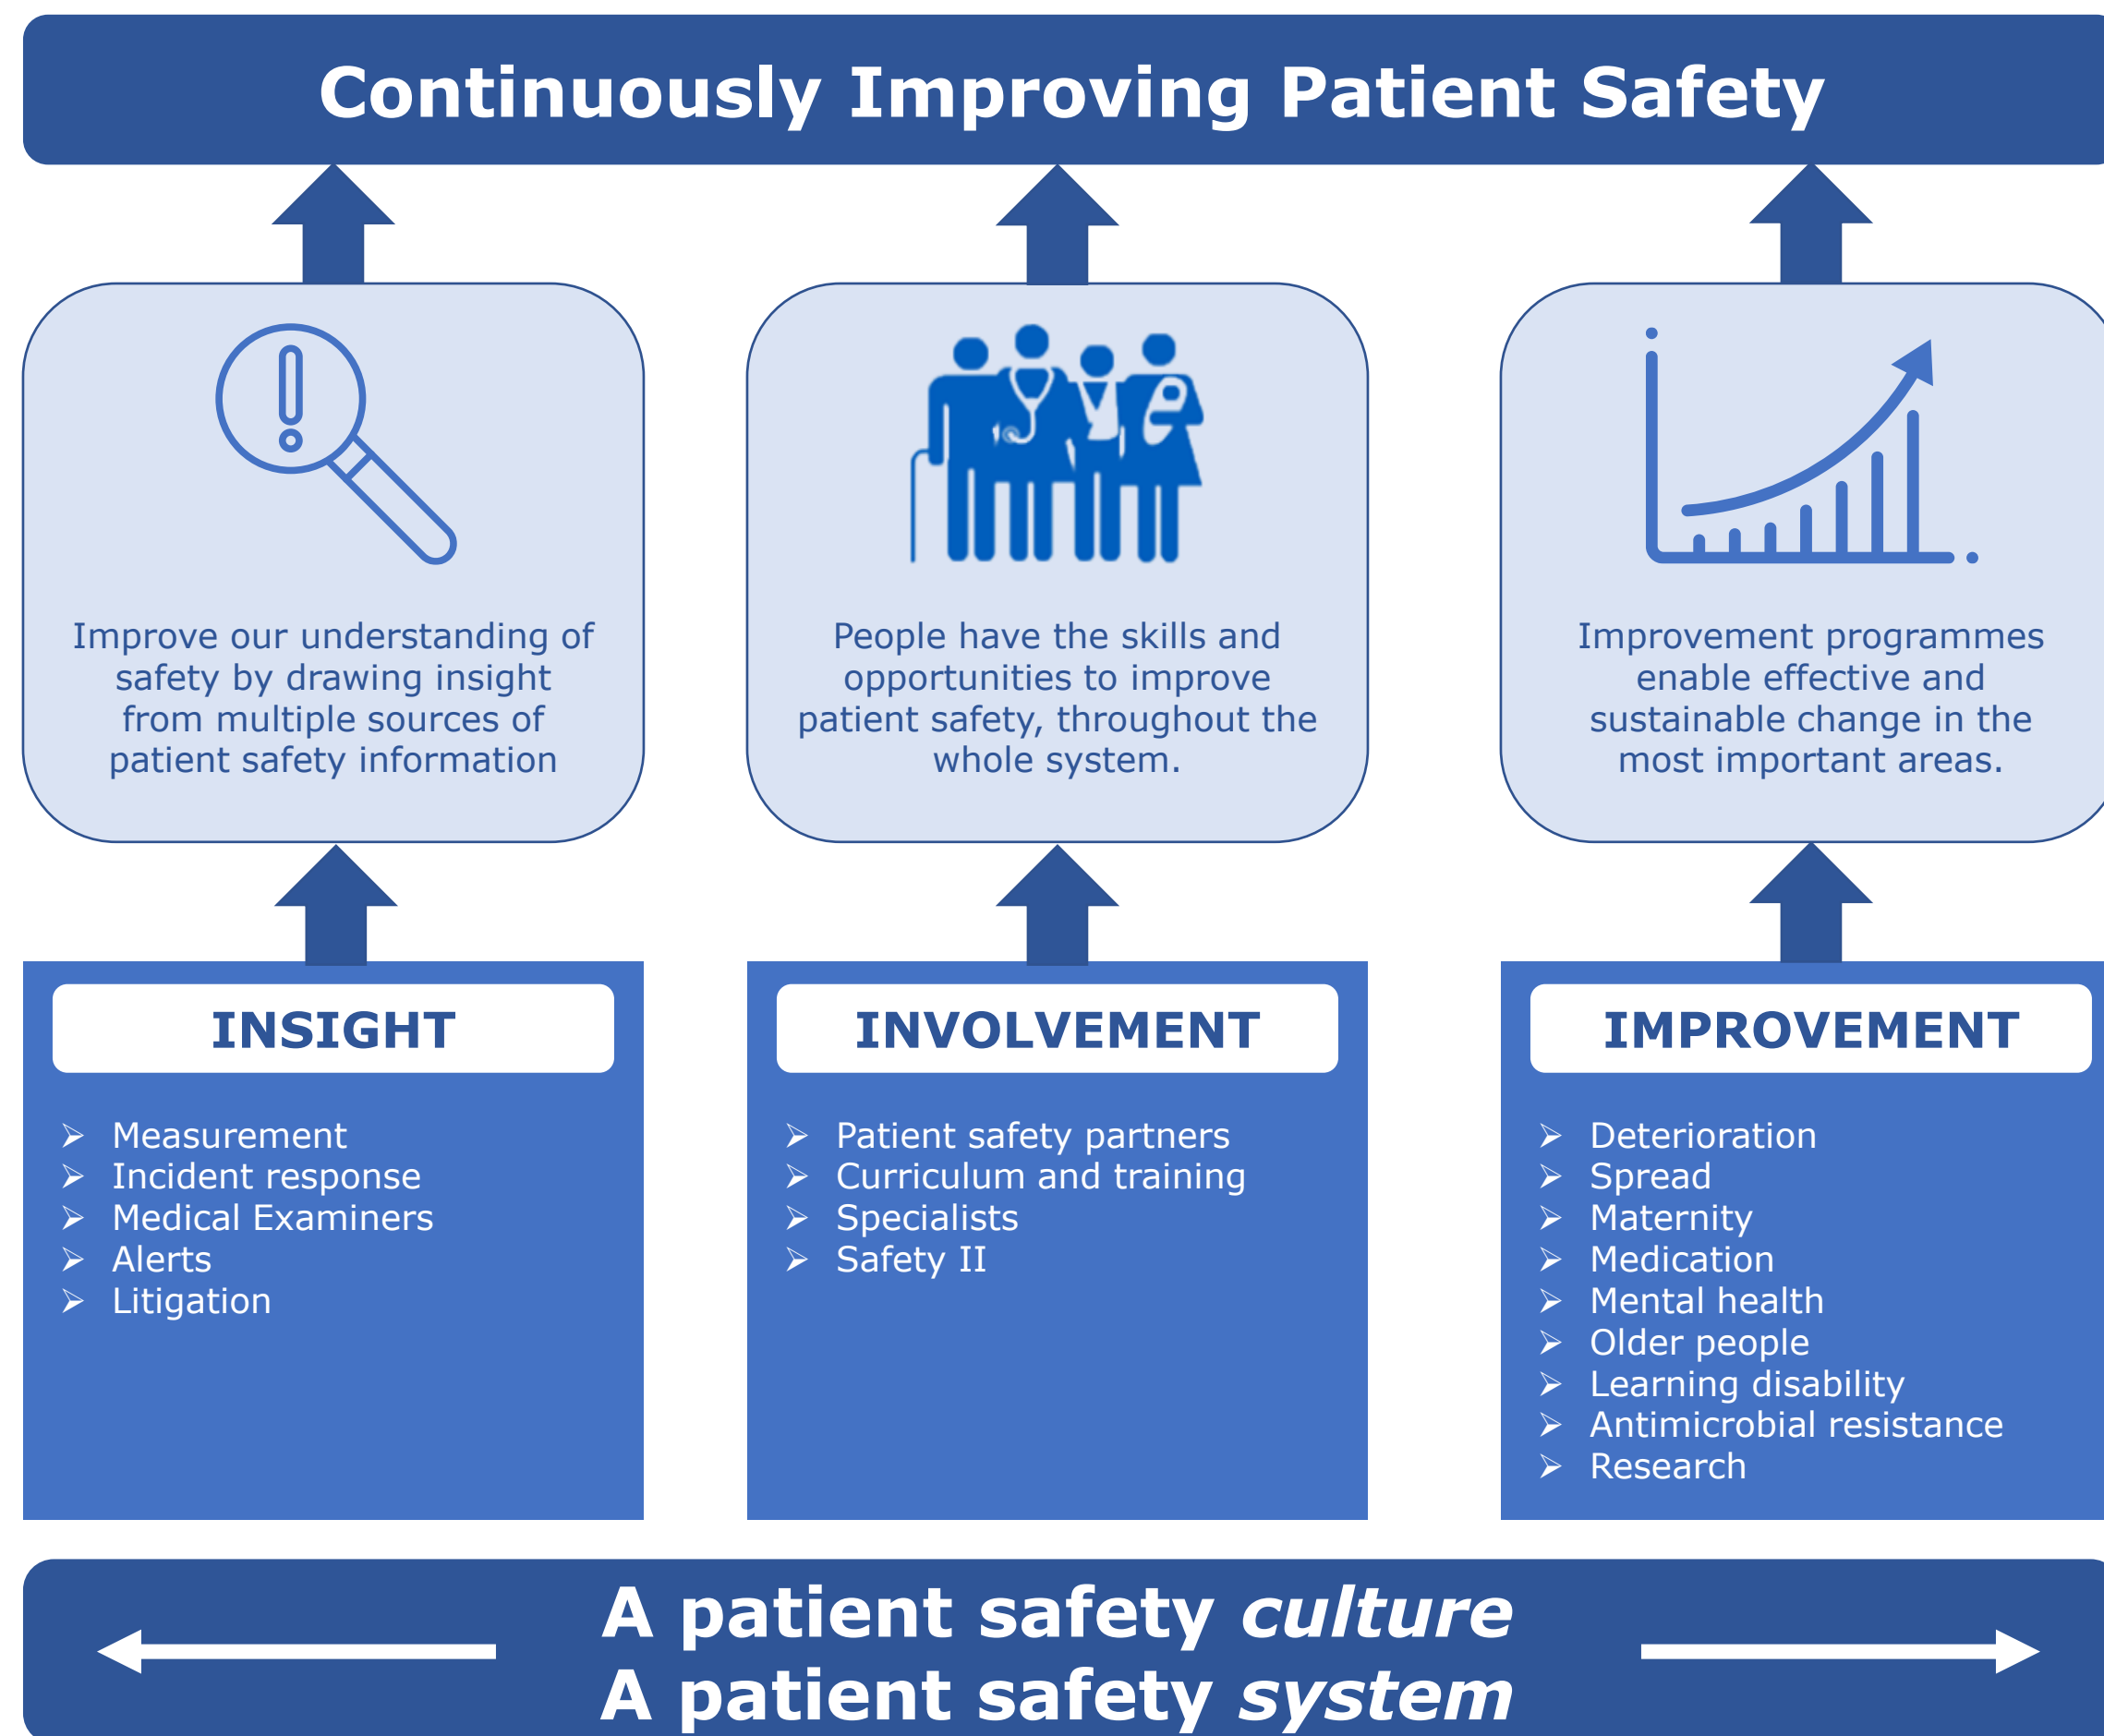 Continuously Improving Patient Safety
Improve our understanding of
safety by drawing insight
from multiple sources of
patient safety information
People have the skills and
opportunities to improve
patient safety, throughout the
whole system.
Improvement programmes
enable effective and
sustainable change in the
most important areas.
INSIGHT
➢ Measurement
➢ Incident response
➢ Medical Examiners
➢ Alerts
➢ Litigation
INVOLVEMENT
➢ Patient safety partners
➢ Curriculum and training
➢ Specialists
➢ Safety II
IMPROVEMENT
➢ Deterioration
➢ Spread
➢ Maternity
➢ Medication
➢ Mental health
➢ Older people
➢ Learning disability
➢ Antimicrobial resistance
➢ Research
A patient safety culture
A patient safety system